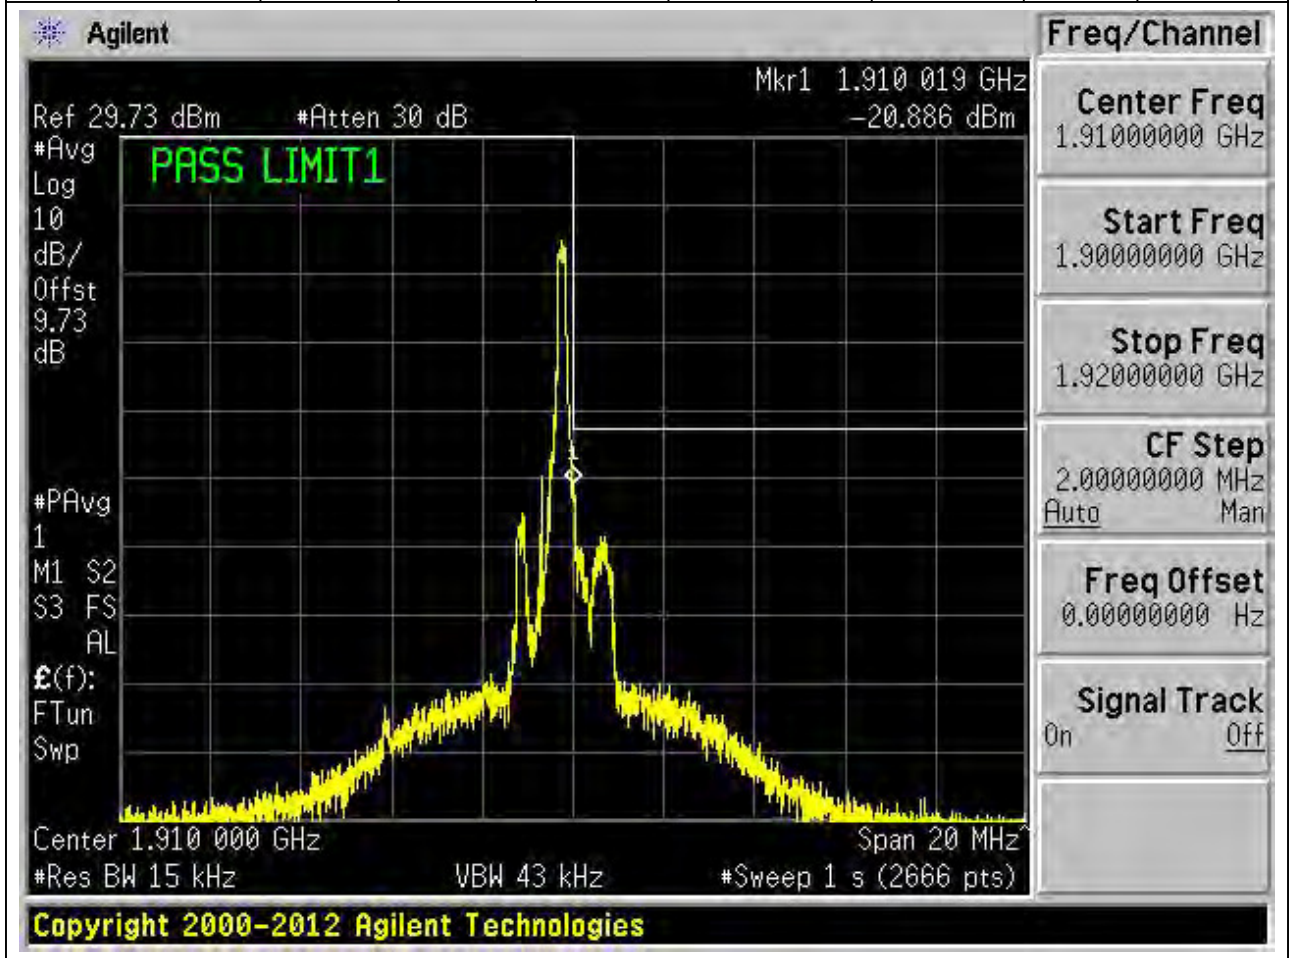 Agilent
Freq/Channel
Mkr1 1.910 019 GHz
Ref 29.73 dBm #Atten 30 dB -20.886 dBm
#Avg
Log
10
dB/
Offst
9.73
dB
PASS LIMIT1
1
#PAvg
1
M1 S2
S3 FS
AL
£(f):
FTun
Swp
Center 1.910 000 GHz Span 20 MHz^
#Res BW 15 kHz VBW 43 kHz #Sweep 1 s (2666 pts)
Center Freq
1.91000000 GHz
Start Freq
1.90000000 GHz
Stop Freq
1.92000000 GHz
CF Step
2.00000000 MHz
Auto Man
Freq Offset
0.00000000 Hz
Signal Track
On Off
Copyright 2000-2012 Agilent Technologies